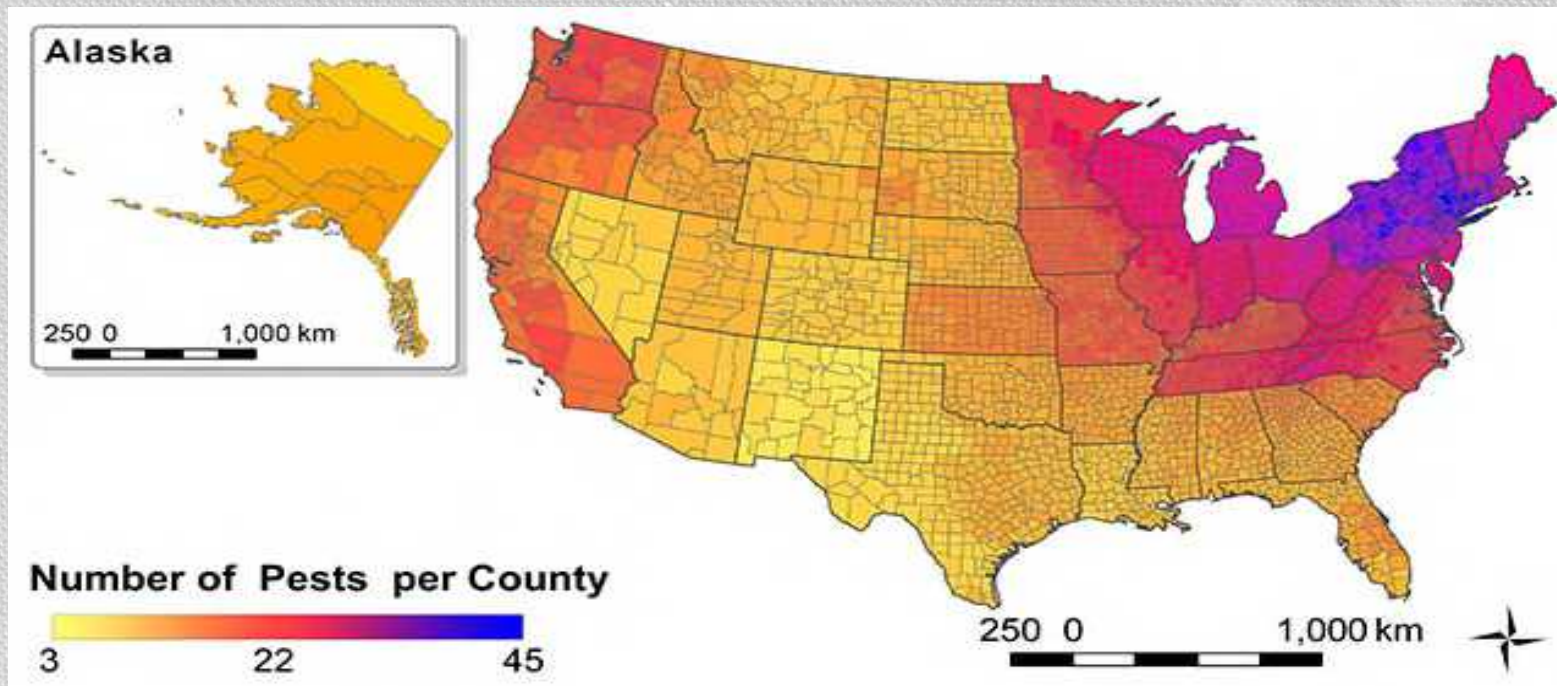 Alaska
250 0 1,000 km
Number of Pests per County
3 22 45
250 0 1,000 km